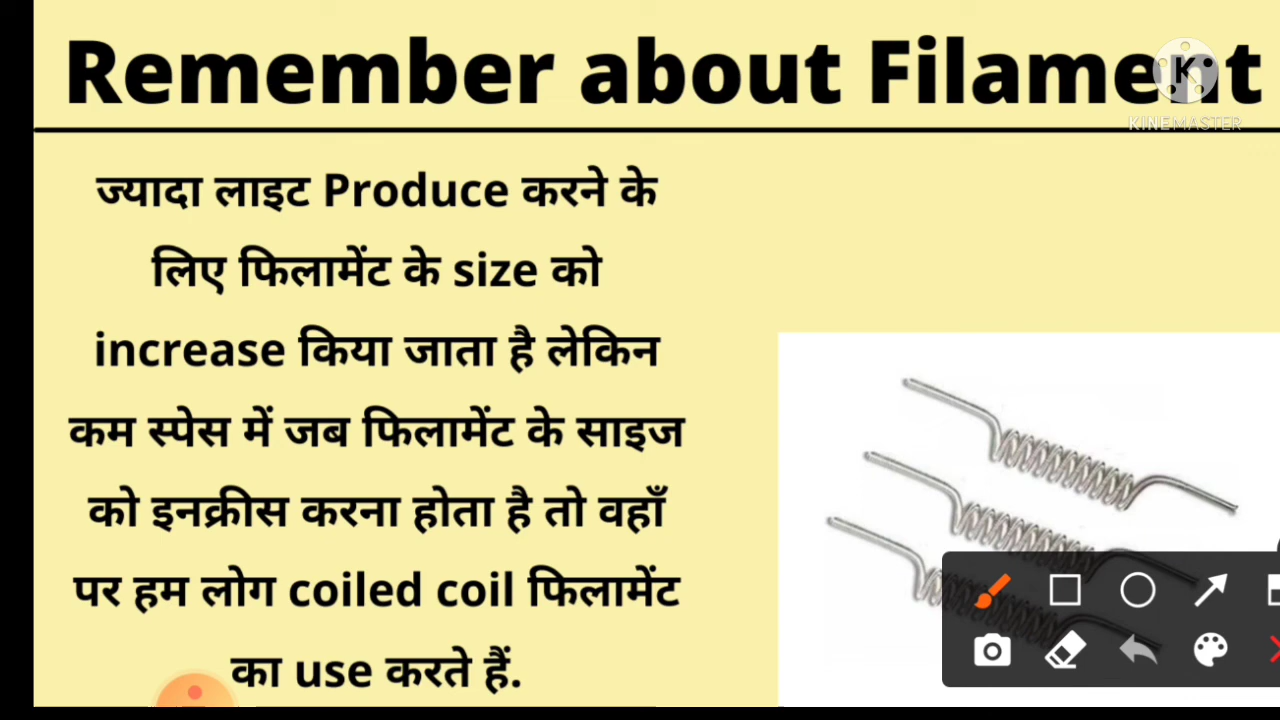 Remember about Filament
K
KINEMASTER
ज्यादा लाइट Produce करने के
लिए फिलामेंट के size को
increase किया जाता है लेकिन
कम स्पेस में जब फिलामेंट के साइज
को इनक्रीस करना होता है तो वहाँ
पर हम लोग coiled coil फिलामेंट
का use करते हैं.